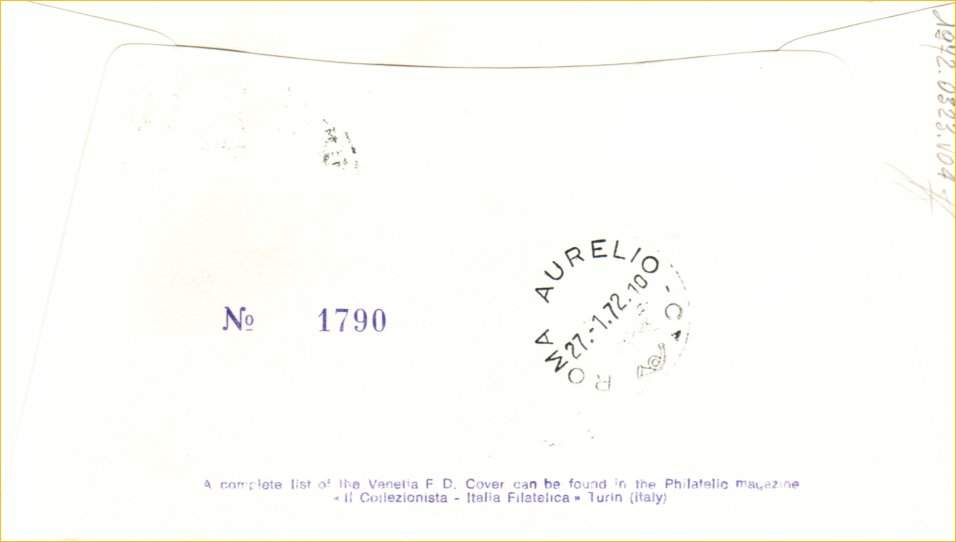 № 1790
ROMA AURELIO - C
27.-1.72.10
A complete list of the Venetia F D. Cover can be found in the Philatelic magazine
« Il Collezionista - Italia Filatelica » Turin (Italy)